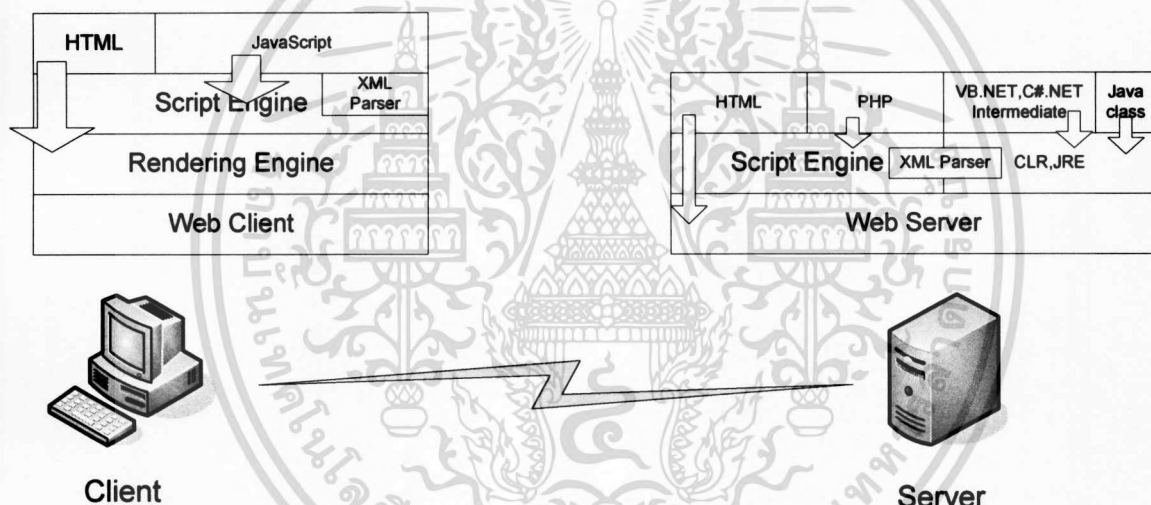 HTML
JavaScript
Script Engine
XML
Parser
Rendering Engine
Web Client
HTML
PHP
VB.NET,C#.NET
Intermediate
Java
class
Script Engine
XML Parser
CLR,JRE
Web Server
Client
Server